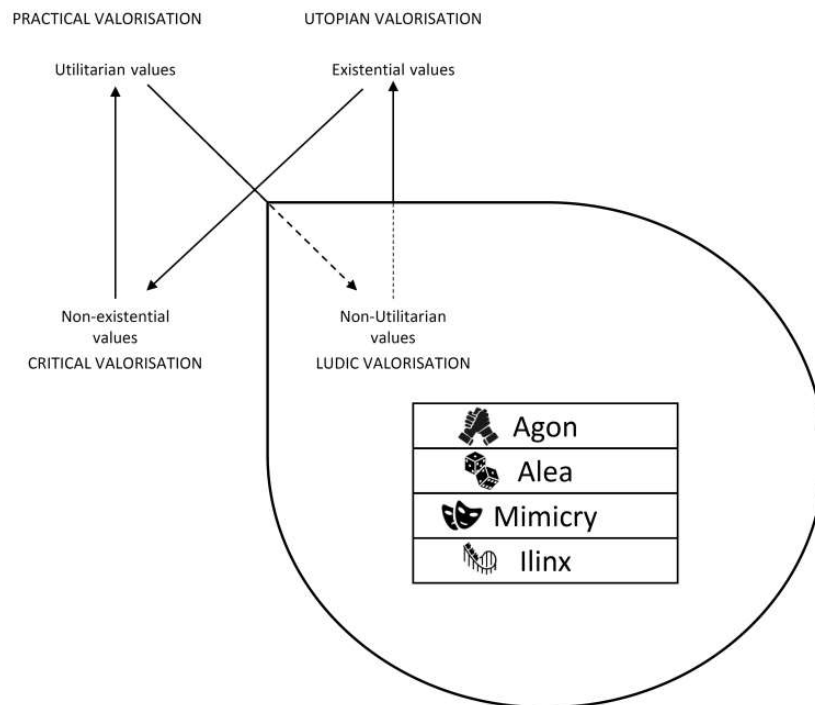 PRACTICAL VALORISATION
UTOPIAN VALORISATION
Utilitarian values
Existential values
Non-existential
values
CRITICAL VALORISATION
Non-Utilitarian
values
LUDIC VALORISATION
Agon
Alea
Mimicry
Ilinx